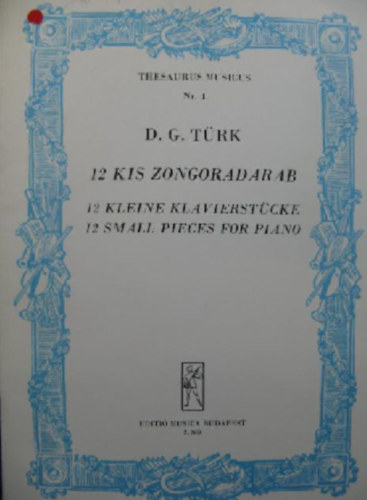 THESAURUS MUSICUS
Nr. 1
D. G. TÜRK
12 KIS ZONGORADARAB
12 KLEINE KLAVIERSTÜCKE
12 SMALL PIECES FOR PIANO
EDITIO MUSICA BUDAPEST